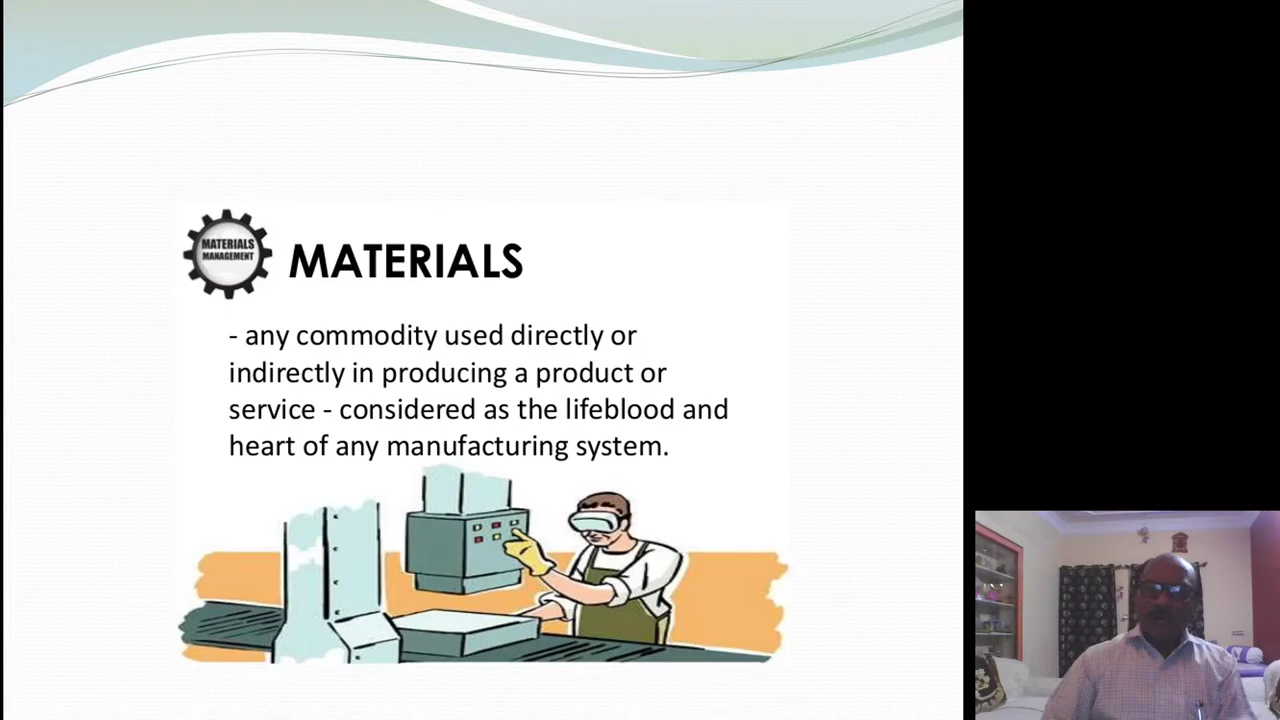 MATERIALS
MANAGEMENT
MATERIALS
- any commodity used directly or
indirectly in producing a product or
service - considered as the lifeblood and
heart of any manufacturing system.